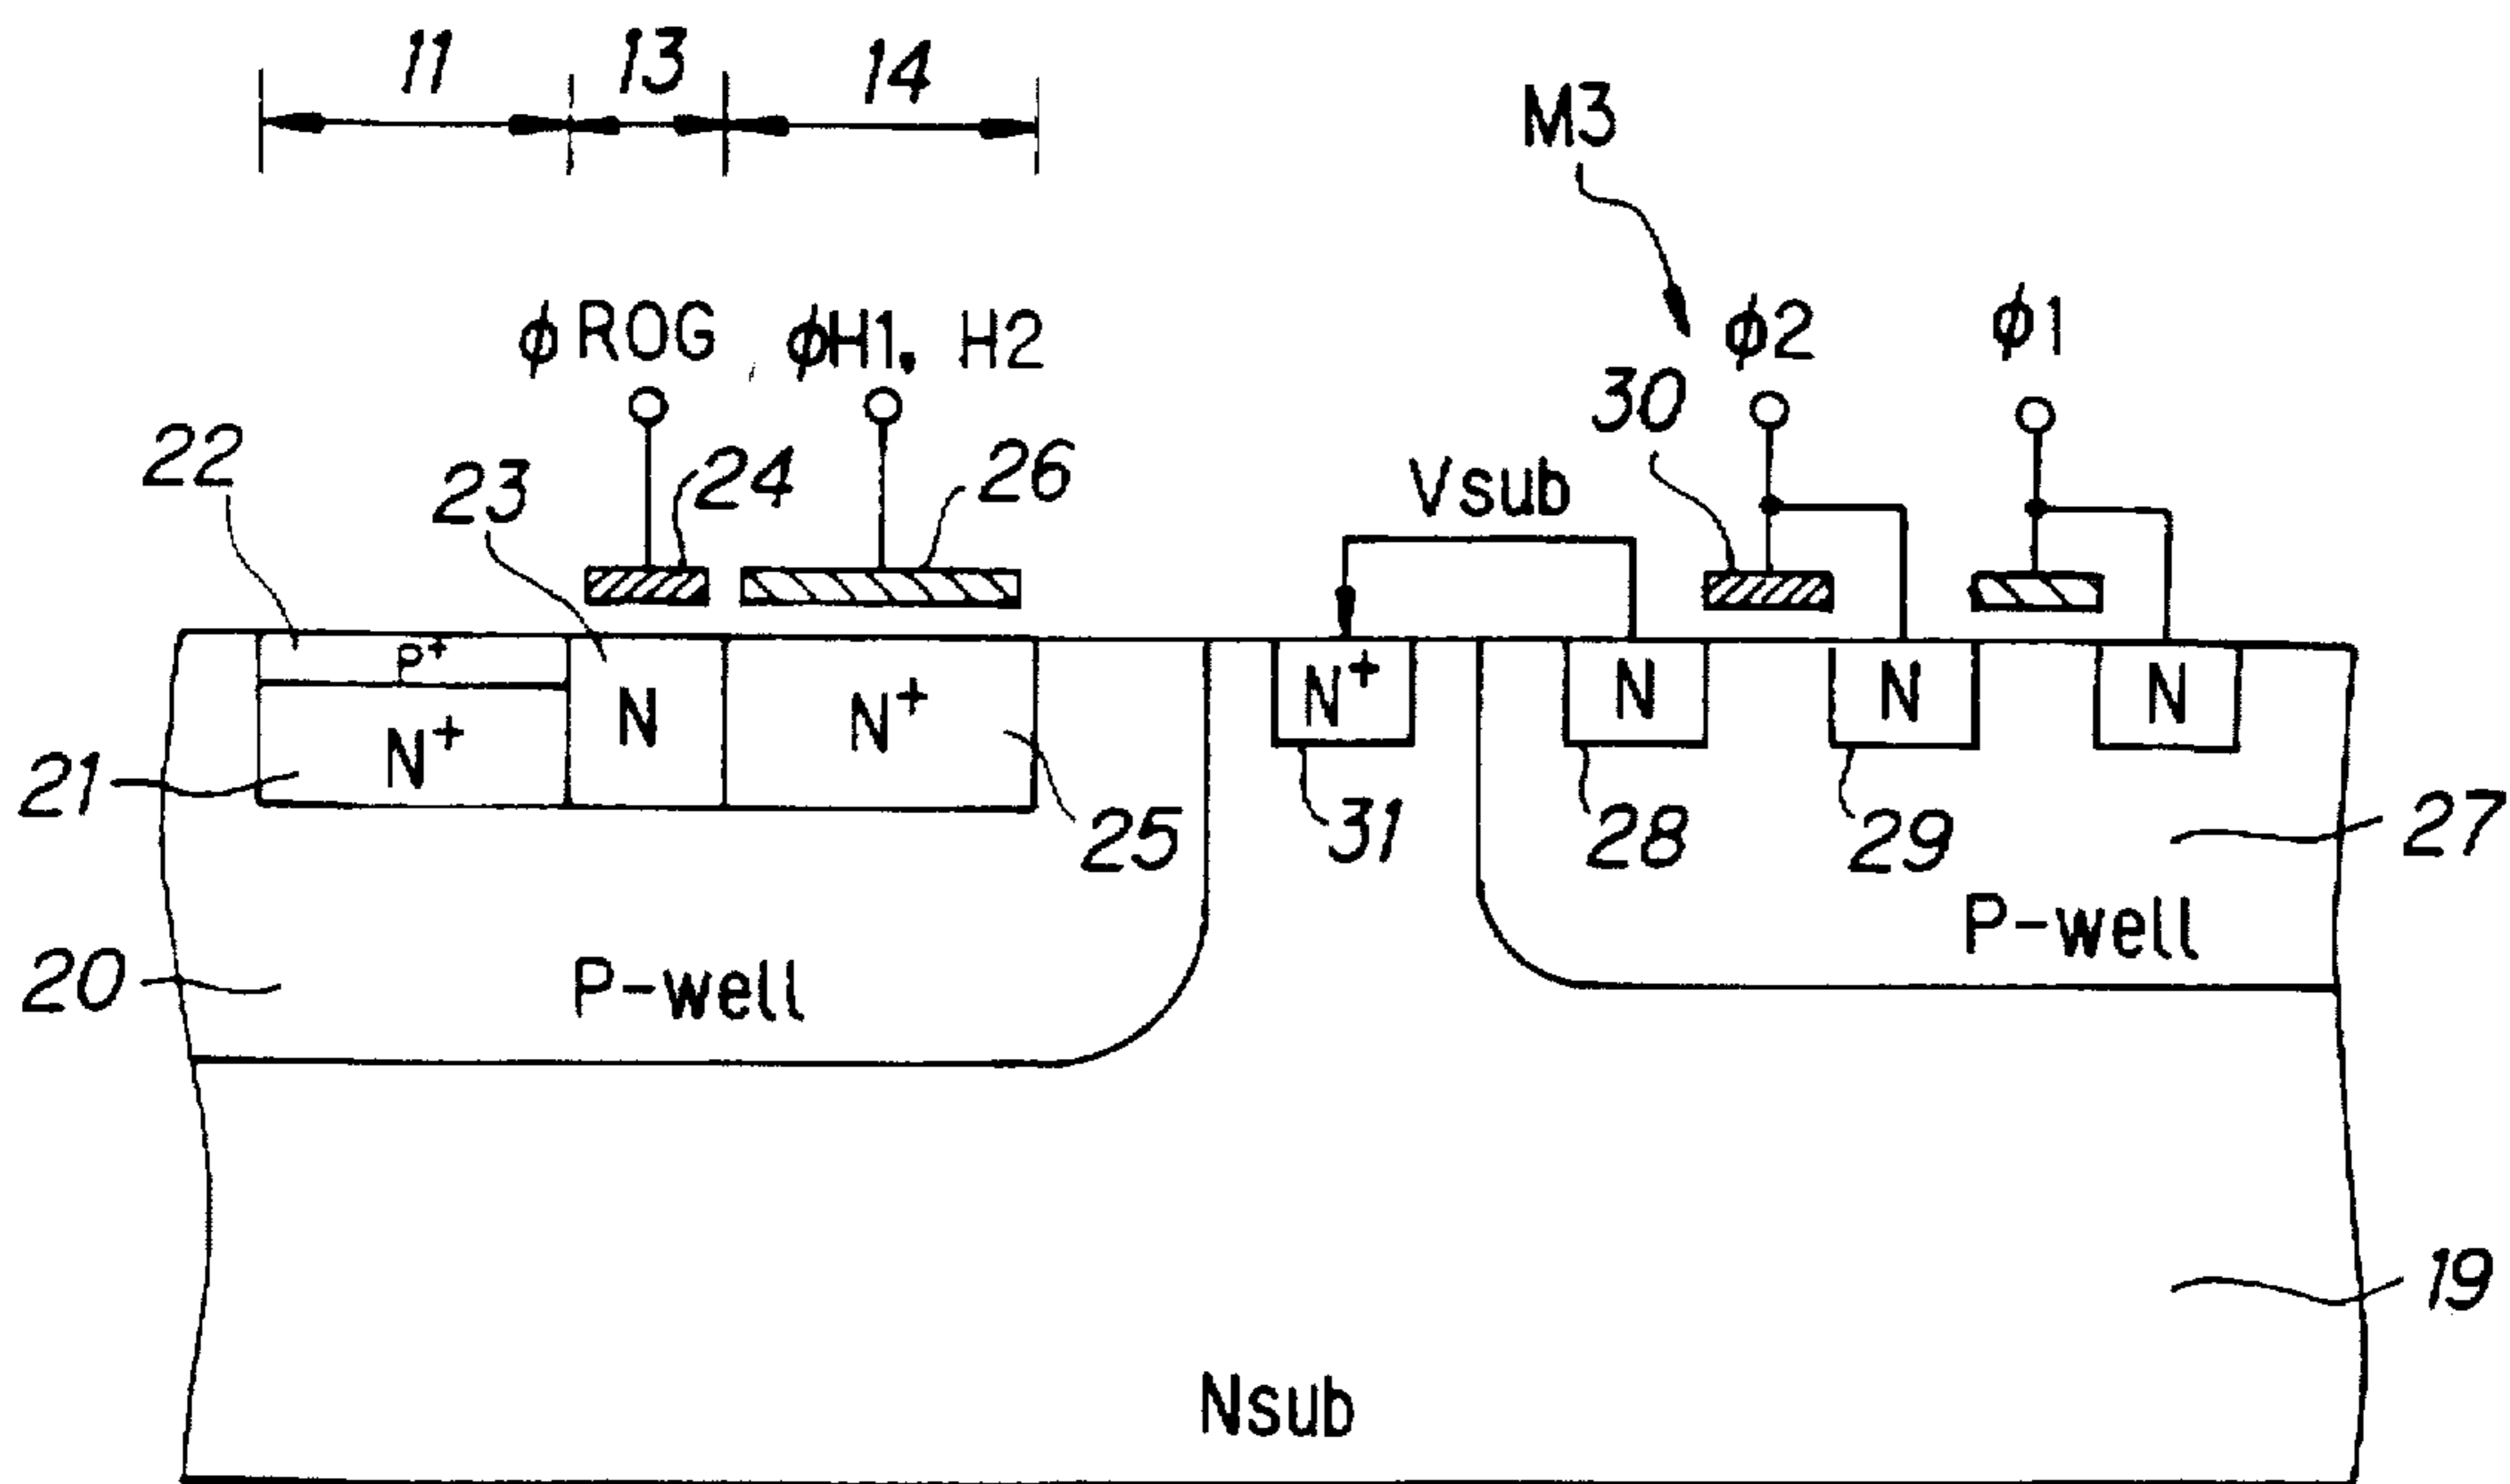 11 13 14
M3
φROG φH1. H2 φ2 φ1
30
22 23 24 26 Vsub
P+
N+ N N+ N+ N N N
21 25 31 28 29 27
20 P-well P-well
19
Nsub